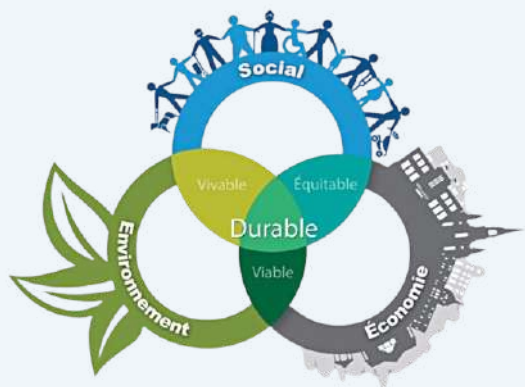 Social
Vivable
Équitable
Durable
Environnement
Viable
Économie